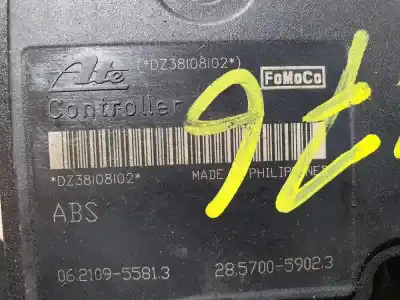 Ate (*DZ38108102*)
FoMoCo
Controller
*DZ38108102* MADE PHILIPPINES
ABS
06.2109-5581.3 28.5700-5902.3